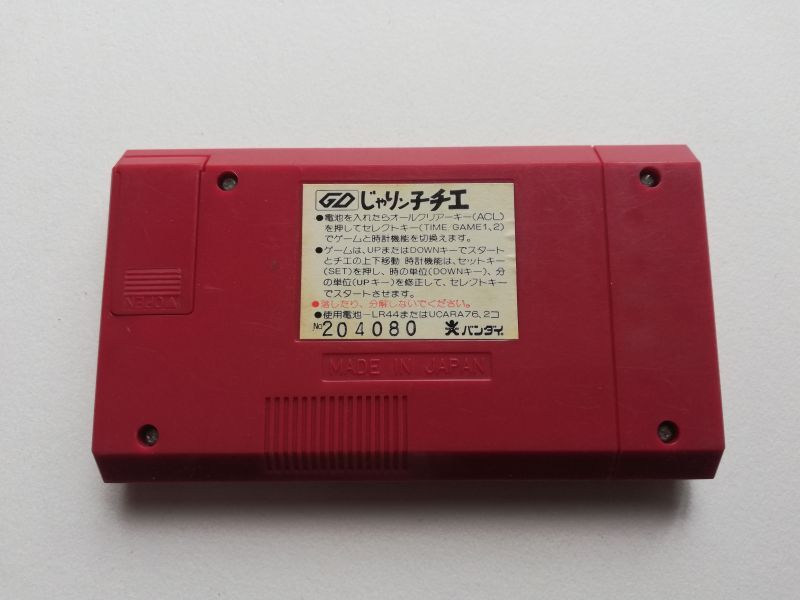 GD じゃリン子チエ
●電池を入れたらオールクリアーキー(ACL)
を押してセレクトキー(TIME/GAME1、2)
でゲームと時計機能を切換えます。
●ゲームは、UPまたはDOWNキーでスタート
とチエの上下移動 時計機能は、セットキー
(SET)を押し、時の単位(DOWNキー)、分
の単位(UPキー)を修正して、セレクトキー
でスタートさせます。
●落したり、分解しないでください。
●使用電池—LR44またはUCARA76、2コ
No 204080 バンダイ
OPEN
MADE IN JAPAN